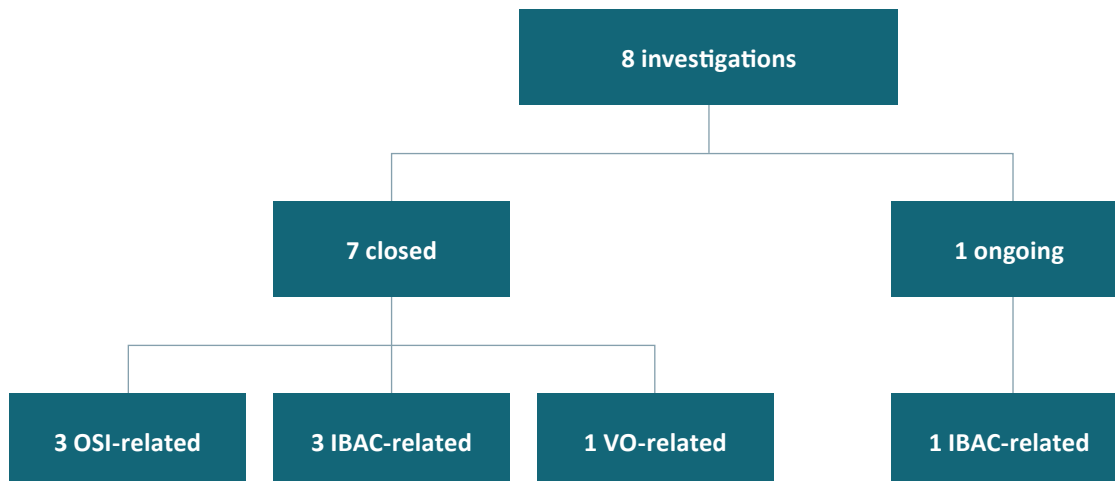 8 investigations
7 closed
1 ongoing
3 OSI-related
3 IBAC-related
1 VO-related
1 IBAC-related